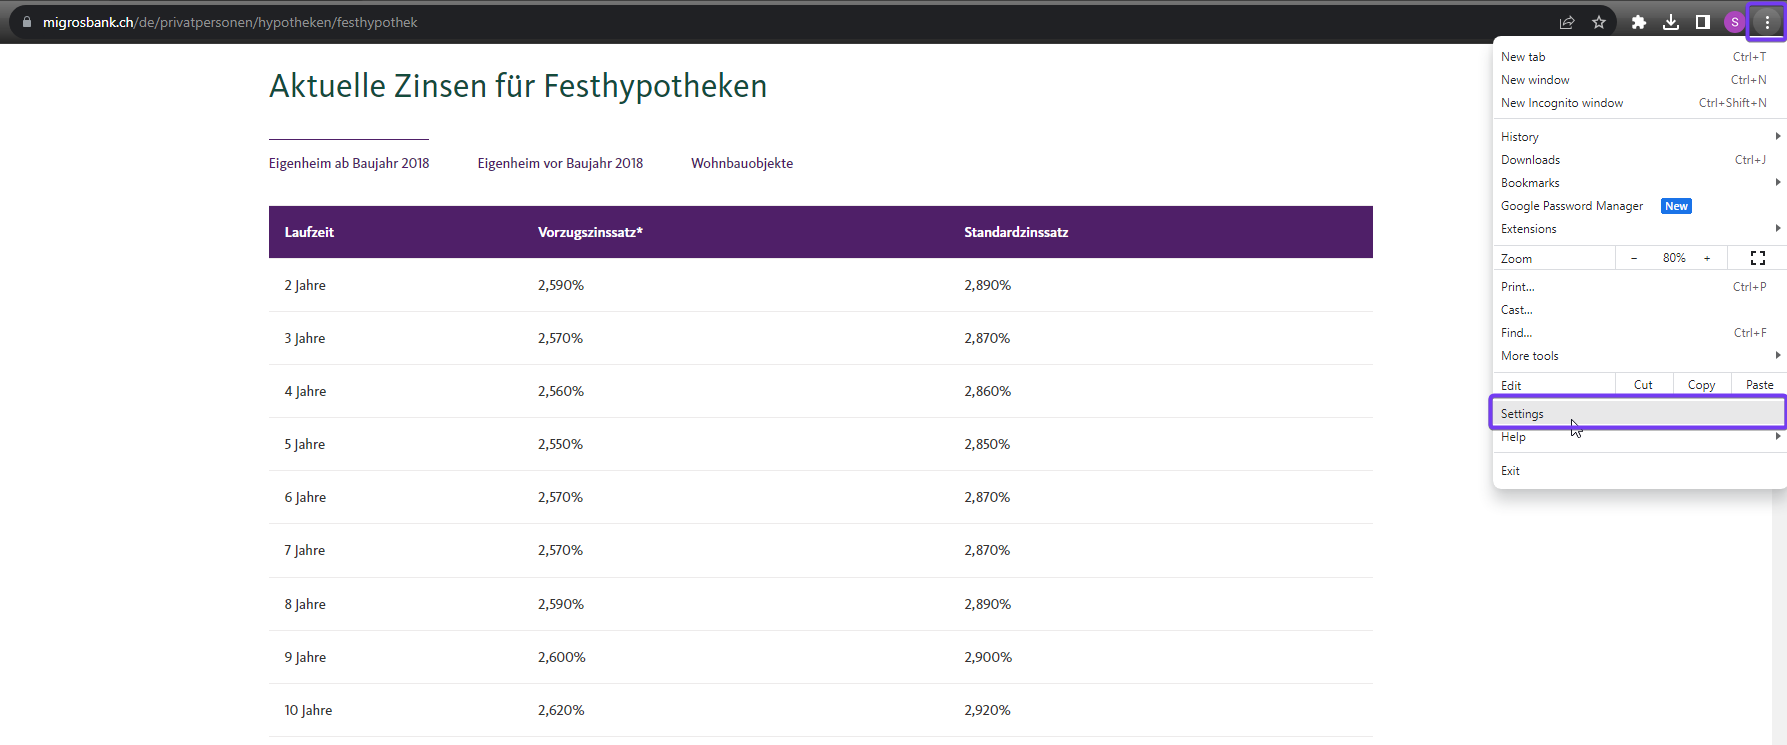 migrosbank.ch/de/privatpersonen/hypotheken/festhypothek
S
Aktuelle Zinsen für Festhypotheken
Eigenheim ab Baujahr 2018 Eigenheim vor Baujahr 2018 Wohnbauobjekte
Laufzeit Vorzugszinssatz* Standardzinssatz
2 Jahre 2,590% 2,890%
3 Jahre 2,570% 2,870%
4 Jahre 2,560% 2,860%
5 Jahre 2,550% 2,850%
6 Jahre 2,570% 2,870%
7 Jahre 2,570% 2,870%
8 Jahre 2,590% 2,890%
9 Jahre 2,600% 2,900%
10 Jahre 2,620% 2,920%
New tab Ctrl+T
New window Ctrl+N
New Incognito window Ctrl+Shift+N
History
Downloads Ctrl+J
Bookmarks
Google Password Manager New
Extensions
Zoom − 80% +
Print... Ctrl+P
Cast...
Find... Ctrl+F
More tools
Edit Cut Copy Paste
Settings
Help
Exit